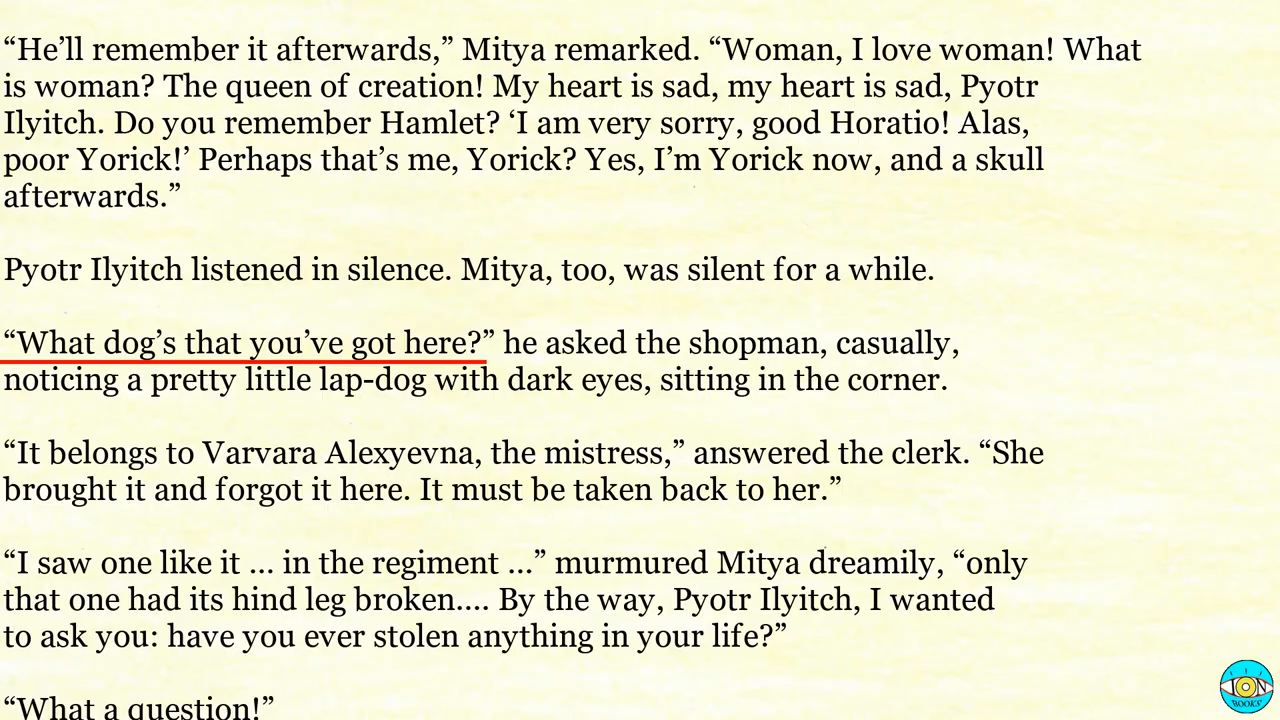 “He’ll remember it afterwards,” Mitya remarked. “Woman, I love woman! What
is woman? The queen of creation! My heart is sad, my heart is sad, Pyotr
Ilyitch. Do you remember Hamlet? ‘I am very sorry, good Horatio! Alas,
poor Yorick!’ Perhaps that’s me, Yorick? Yes, I’m Yorick now, and a skull
afterwards.”
Pyotr Ilyitch listened in silence. Mitya, too, was silent for a while.
“What dog’s that you’ve got here?” he asked the shopman, casually,
noticing a pretty little lap-dog with dark eyes, sitting in the corner.
“It belongs to Varvara Alexyevna, the mistress,” answered the clerk. “She
brought it and forgot it here. It must be taken back to her.”
“I saw one like it ... in the regiment ...” murmured Mitya dreamily, “only
that one had its hind leg broken.... By the way, Pyotr Ilyitch, I wanted
to ask you: have you ever stolen anything in your life?”
“What a question!”
ION
BOOKS